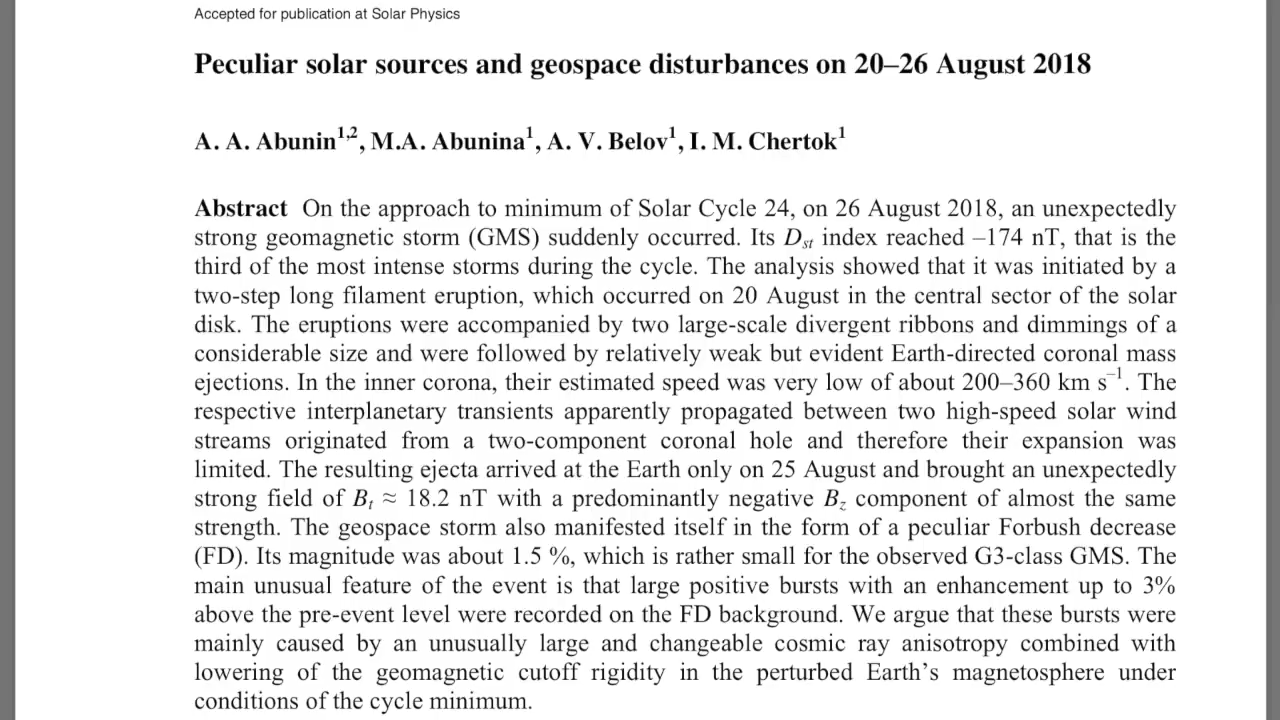 Accepted for publication at Solar Physics
Peculiar solar sources and geospace disturbances on 20–26 August 2018
A. A. Abunin1,2, M.A. Abunina1, A. V. Belov1, I. M. Chertok1
Abstract On the approach to minimum of Solar Cycle 24, on 26 August 2018, an unexpectedly
strong geomagnetic storm (GMS) suddenly occurred. Its Dst index reached –174 nT, that is the
third of the most intense storms during the cycle. The analysis showed that it was initiated by a
two-step long filament eruption, which occurred on 20 August in the central sector of the solar
disk. The eruptions were accompanied by two large-scale divergent ribbons and dimmings of a
considerable size and were followed by relatively weak but evident Earth-directed coronal mass
ejections. In the inner corona, their estimated speed was very low of about 200–360 km s–1. The
respective interplanetary transients apparently propagated between two high-speed solar wind
streams originated from a two-component coronal hole and therefore their expansion was
limited. The resulting ejecta arrived at the Earth only on 25 August and brought an unexpectedly
strong field of Bt ≈ 18.2 nT with a predominantly negative Bz component of almost the same
strength. The geospace storm also manifested itself in the form of a peculiar Forbush decrease
(FD). Its magnitude was about 1.5 %, which is rather small for the observed G3-class GMS. The
main unusual feature of the event is that large positive bursts with an enhancement up to 3%
above the pre-event level were recorded on the FD background. We argue that these bursts were
mainly caused by an unusually large and changeable cosmic ray anisotropy combined with
lowering of the geomagnetic cutoff rigidity in the perturbed Earth's magnetosphere under
conditions of the cycle minimum.